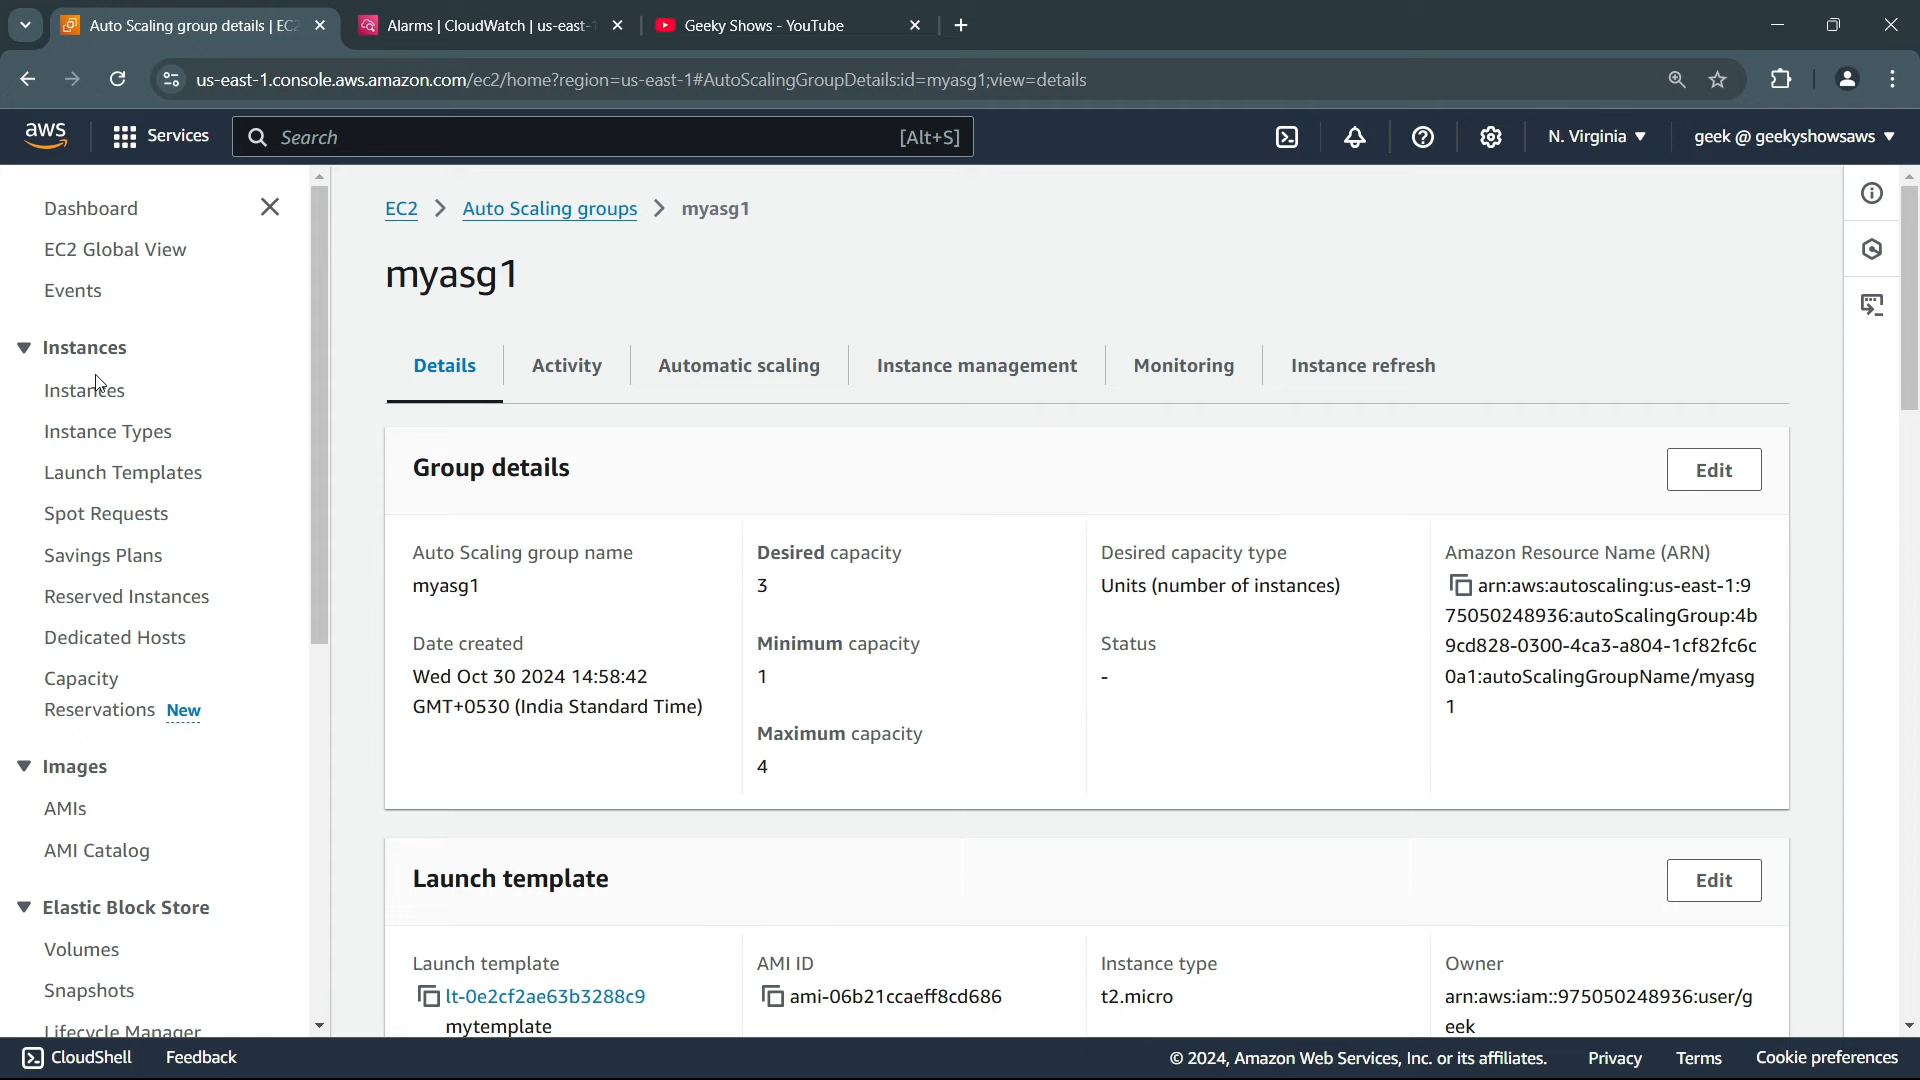 Auto Scaling group details | EC2
Alarms | CloudWatch | us-east-1
Geeky Shows - YouTube
us-east-1.console.aws.amazon.com/ec2/home?region=us-east-1#AutoScalingGroupDetails:id=myasg1;view=details
aws
Services
Search
[Alt+S]
N. Virginia
geek @ geekyshowsaws
Dashboard
EC2 Global View
Events
Instances
Instances
Instance Types
Launch Templates
Spot Requests
Savings Plans
Reserved Instances
Dedicated Hosts
Capacity
Reservations New
Images
AMIs
AMI Catalog
Elastic Block Store
Volumes
Snapshots
Lifecycle Manager
EC2 > Auto Scaling groups > myasg1
myasg1
Details
Activity
Automatic scaling
Instance management
Monitoring
Instance refresh
Group details
Edit
Auto Scaling group name
myasg1
Date created
Wed Oct 30 2024 14:58:42
GMT+0530 (India Standard Time)
Desired capacity
3
Minimum capacity
1
Maximum capacity
4
Desired capacity type
Units (number of instances)
Status
-
Amazon Resource Name (ARN)
arn:aws:autoscaling:us-east-1:9
75050248936:autoScalingGroup:4b
9cd828-0300-4ca3-a804-1cf82fc6c
0a1:autoScalingGroupName/myasg
1
Launch template
Edit
Launch template
lt-0e2cf2ae63b3288c9
mytemplate
AMI ID
ami-06b21ccaeff8cd686
Instance type
t2.micro
Owner
arn:aws:iam::975050248936:user/g
eek
CloudShell
Feedback
© 2024, Amazon Web Services, Inc. or its affiliates.
Privacy
Terms
Cookie preferences